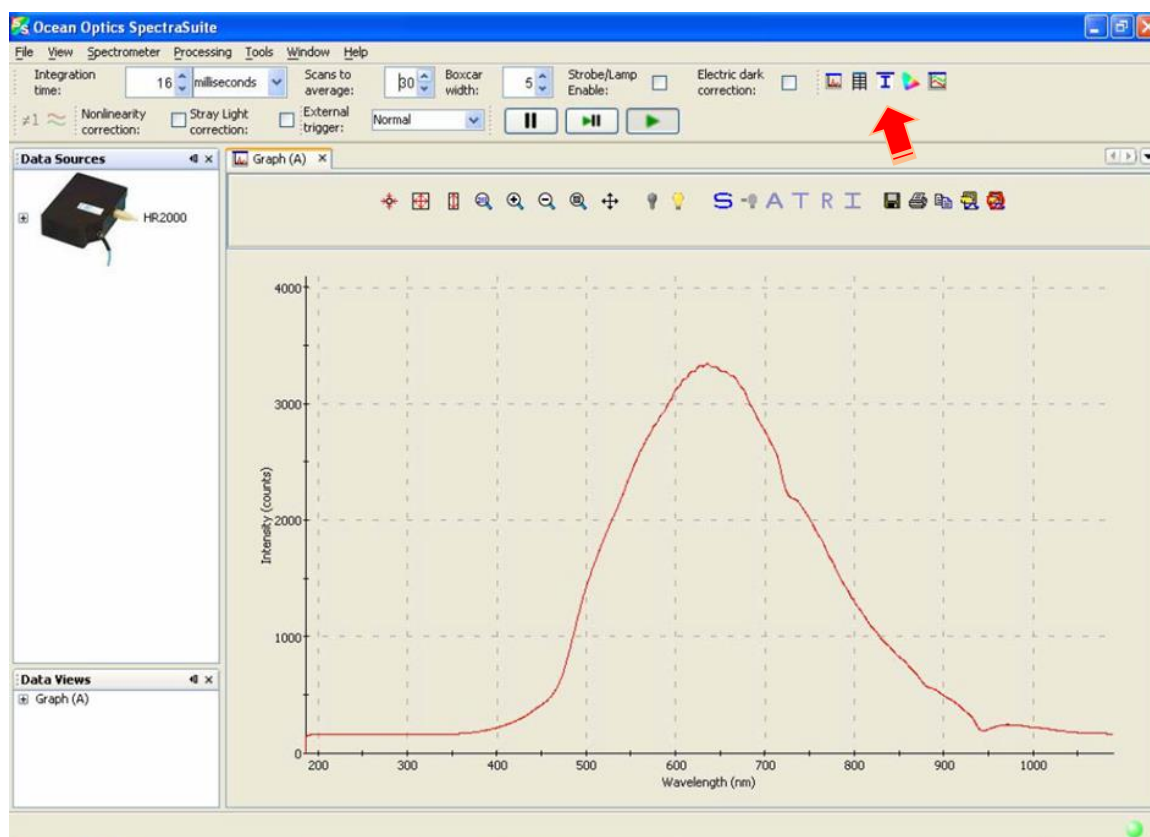 Ocean Optics SpectraSuite
File View Spectrometer Processing Tools Window Help
Integration time: 16 milliseconds Scans to average: 30 Boxcar width: 5 Strobe/Lamp Enable: Electric dark correction:
≠1 Nonlinearity correction: Stray Light correction: External trigger: Normal
Data Sources
Graph (A)
HR2000
S A T R I
4000
3000
2000
1000
0
Intensity (counts)
200 300 400 500 600 700 800 900 1000
Wavelength (nm)
Data Views
Graph (A)